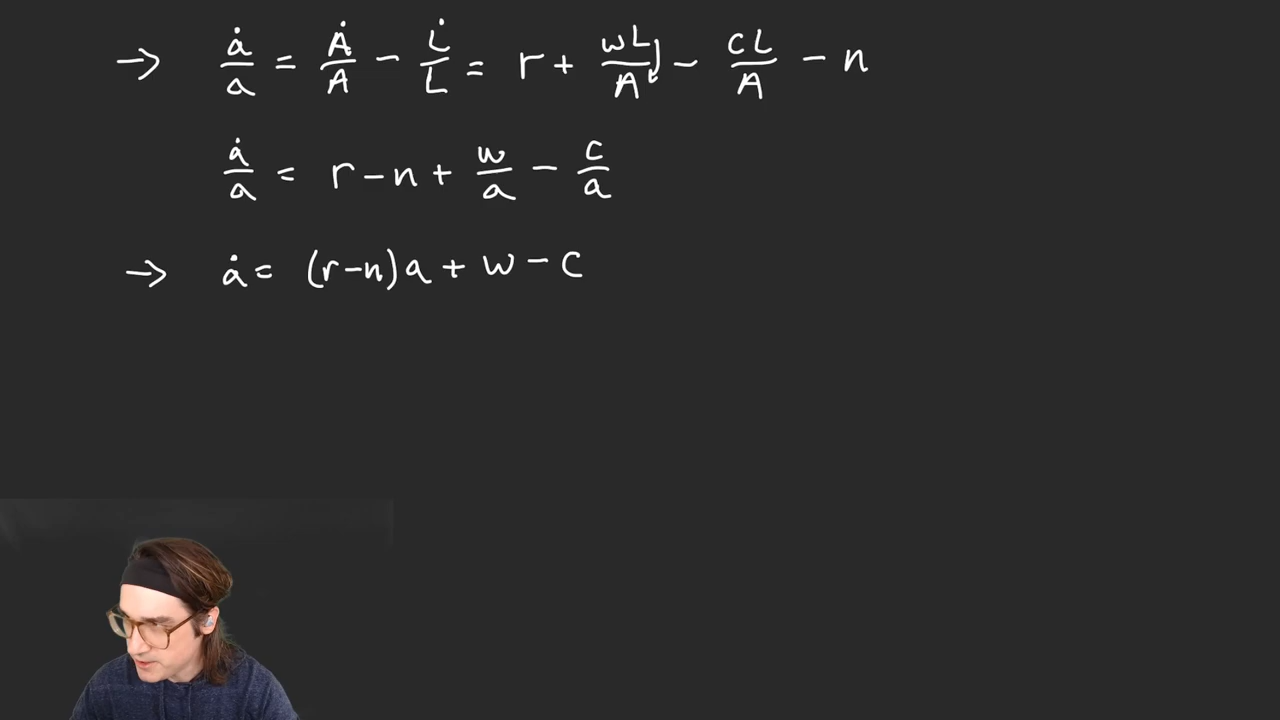 → ȧ/a = Ȧ/A − L̇/L = r + wL/A − cL/A − n
ȧ/a = r − n + w/a − c/a
→ ȧ = (r−n)a + w − c